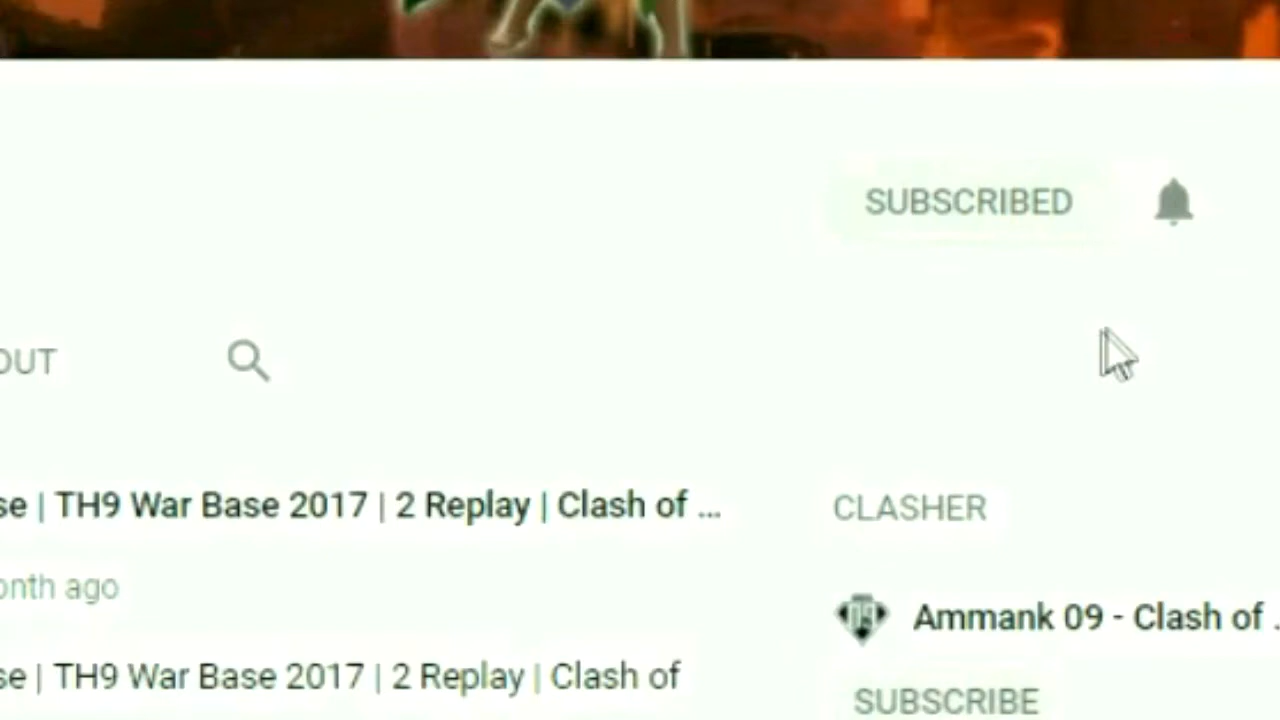 SUBSCRIBED
OUT
se | TH9 War Base 2017 | 2 Replay | Clash of ...
CLASHER
onth ago
Ammank 09 - Clash of .
se | TH9 War Base 2017 | 2 Replay | Clash of
SUBSCRIBE